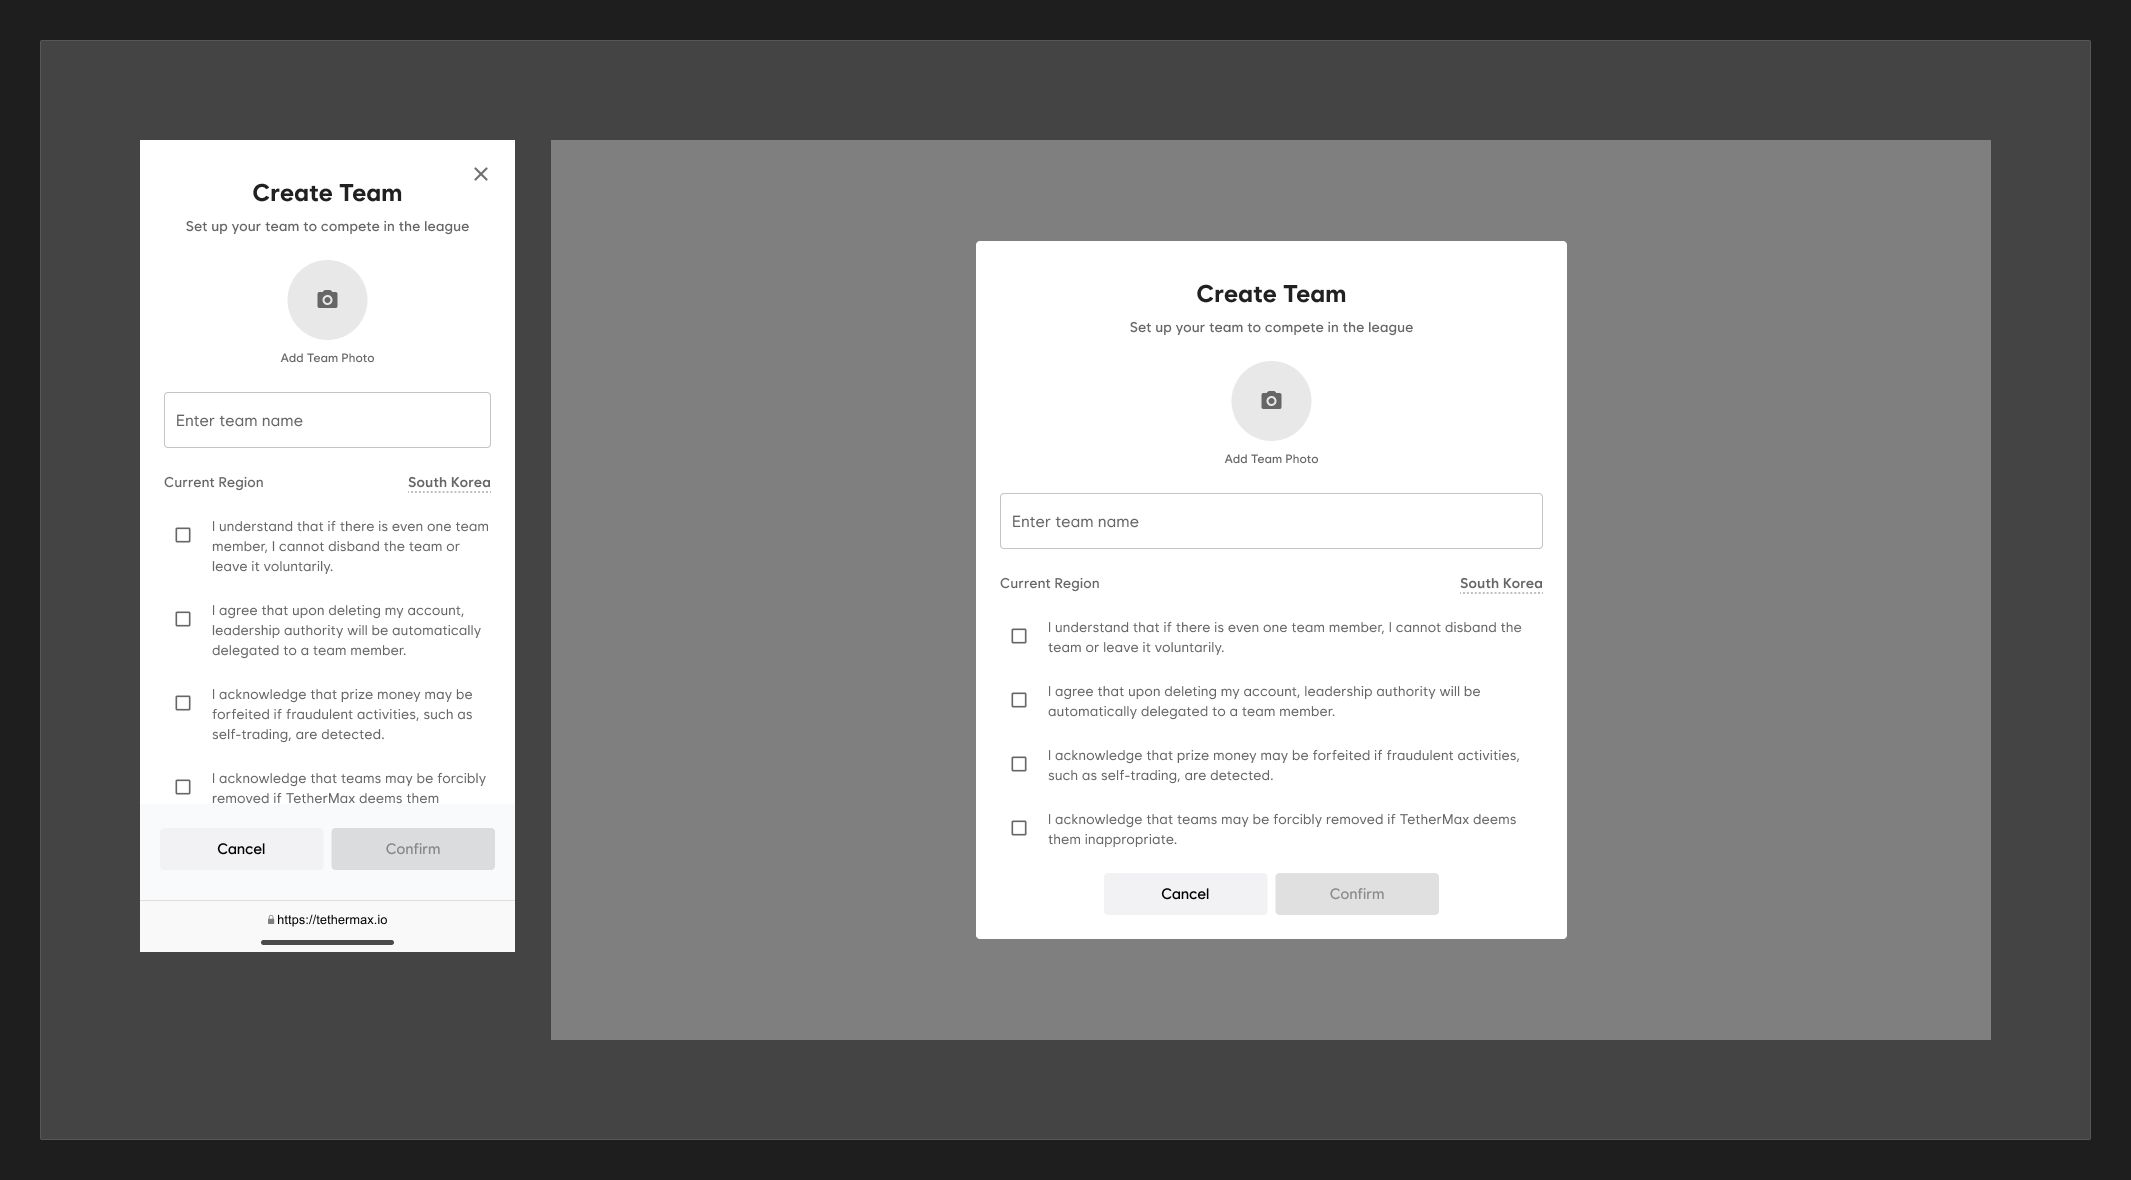 Create Team
Set up your team to compete in the league
Add Team Photo
Enter team name
Current Region South Korea
I understand that if there is even one team
member, I cannot disband the team or
leave it voluntarily.
I agree that upon deleting my account,
leadership authority will be automatically
delegated to a team member.
I acknowledge that prize money may be
forfeited if fraudulent activities, such as
self-trading, are detected.
I acknowledge that teams may be forcibly
removed if TetherMax deems them
Cancel Confirm
https://tethermax.io
Create Team
Set up your team to compete in the league
Add Team Photo
Enter team name
Current Region South Korea
I understand that if there is even one team member, I cannot disband the
team or leave it voluntarily.
I agree that upon deleting my account, leadership authority will be
automatically delegated to a team member.
I acknowledge that prize money may be forfeited if fraudulent activities,
such as self-trading, are detected.
I acknowledge that teams may be forcibly removed if TetherMax deems
them inappropriate.
Cancel Confirm